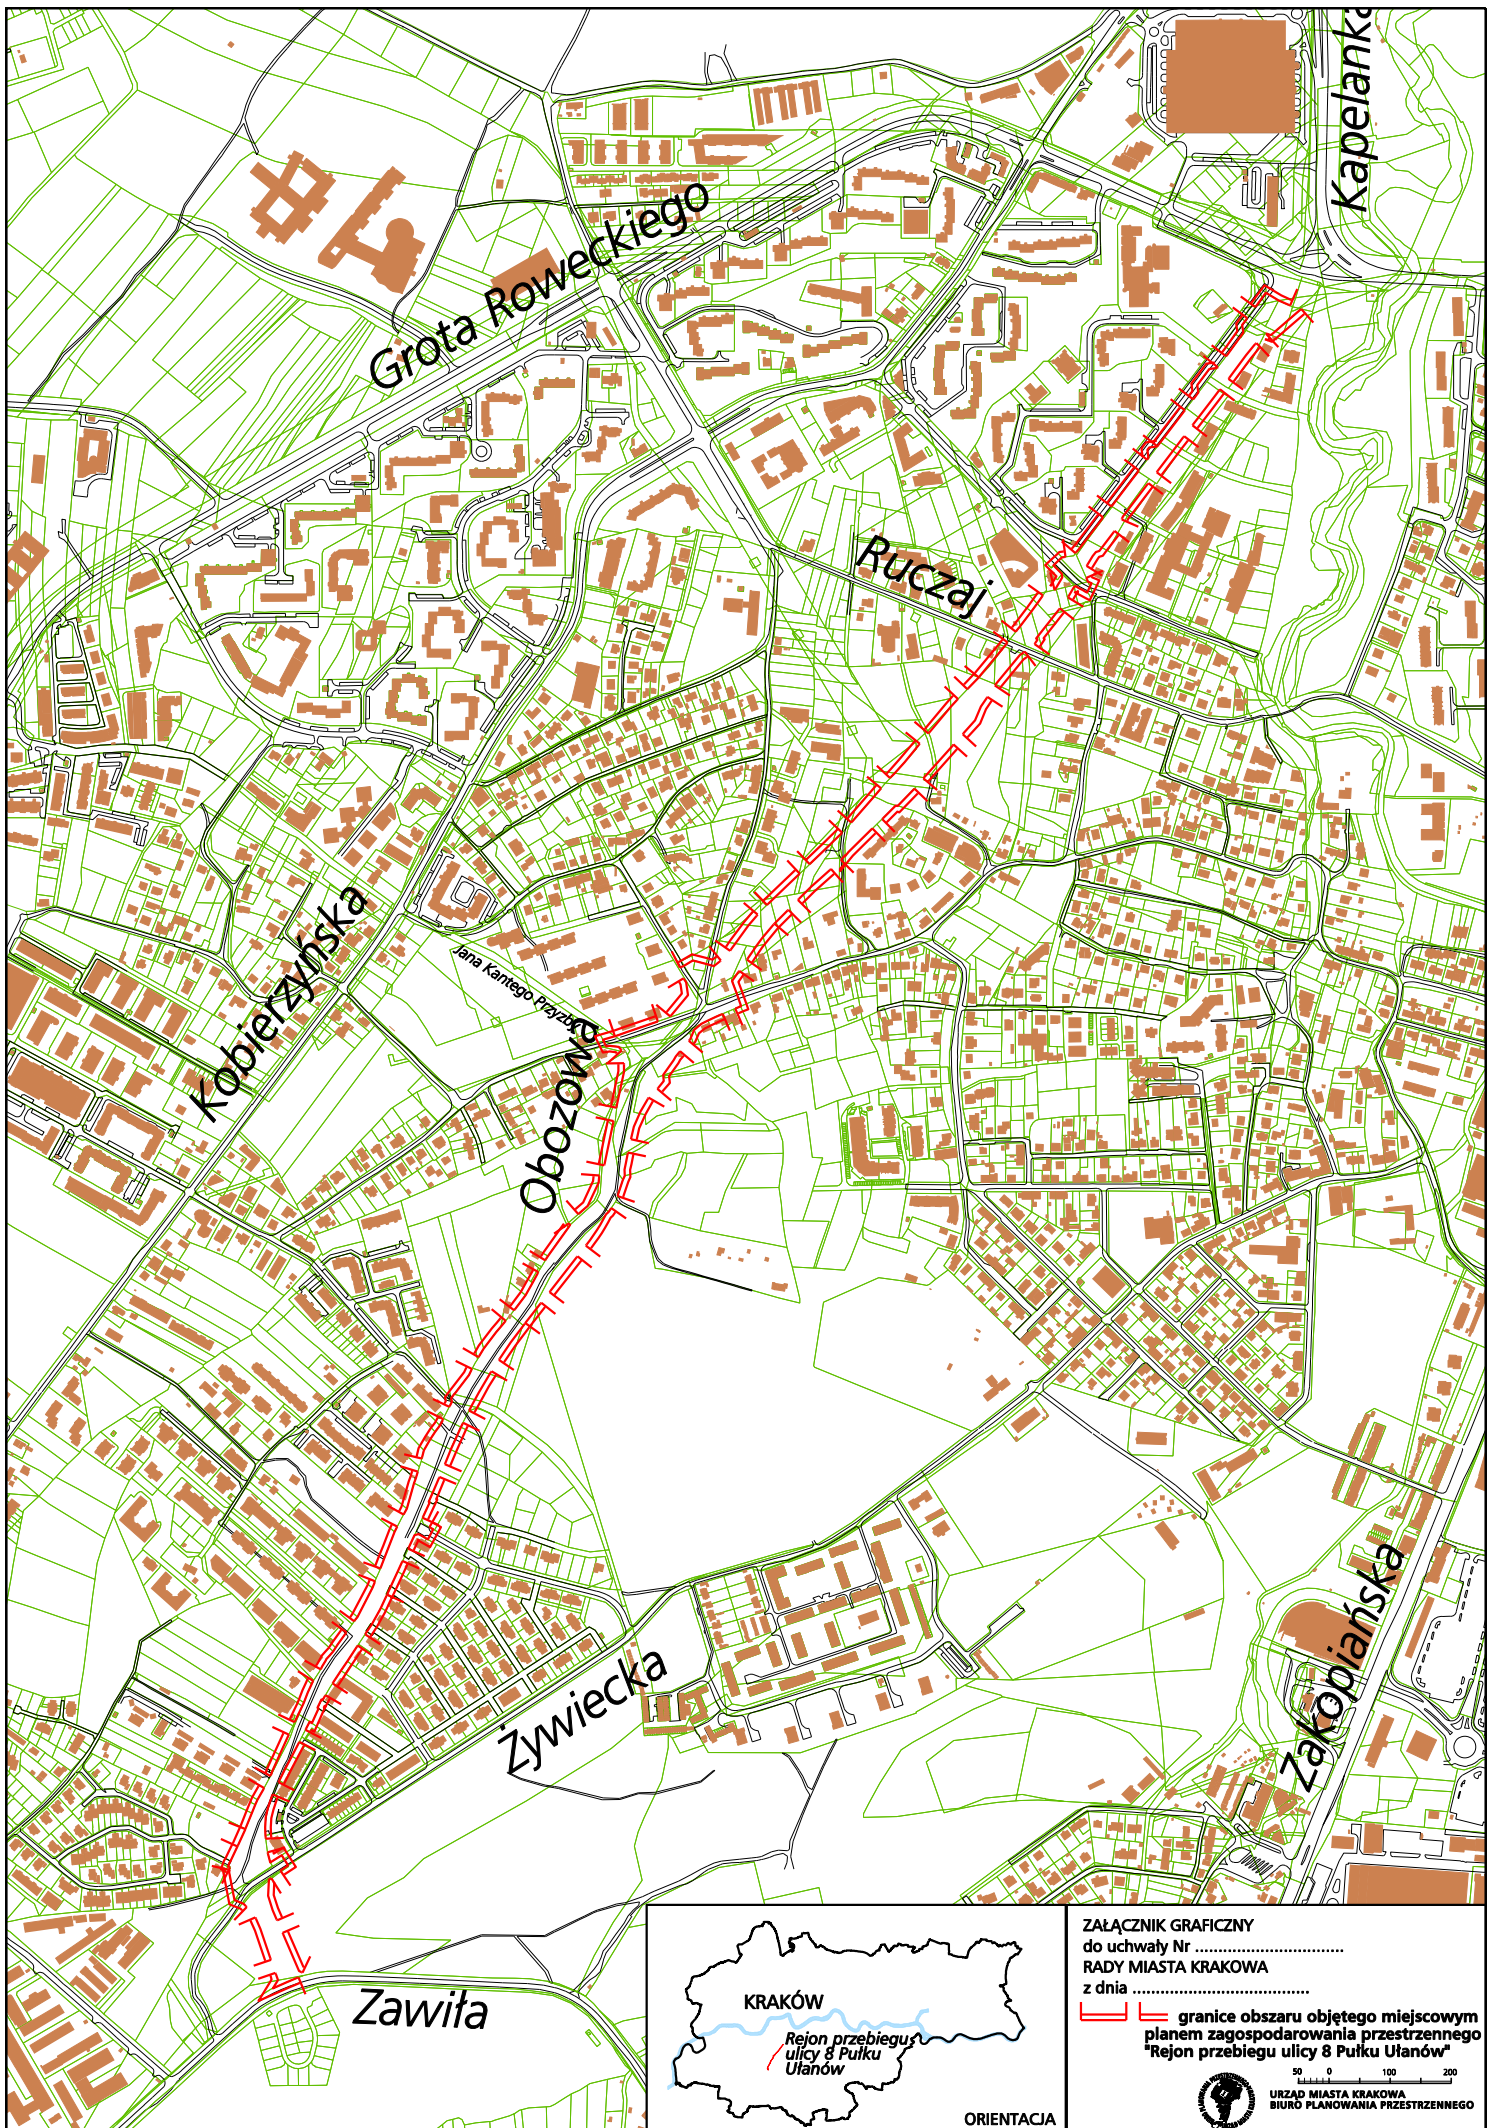 Kapelanka
Grota Roweckiego
Ruczaj
Kobierzyńska
Jana Kantego Przyzby
Obozowa
Żywiecka
Zakopiańska
Zawiła
KRAKÓW
Rejon przebiegu
ulicy 8 Pułku
Ułanów
ORIENTACJA
ZAŁĄCZNIK GRAFICZNY
do uchwały Nr ................................
RADY MIASTA KRAKOWA
z dnia ......................................
granice obszaru objętego miejscowym
planem zagospodarowania przestrzennego
"Rejon przebiegu ulicy 8 Pułku Ułanów"
50 0 100 200
URZĄD MIASTA KRAKOWA
BIURO PLANOWANIA PRZESTRZENNEGO